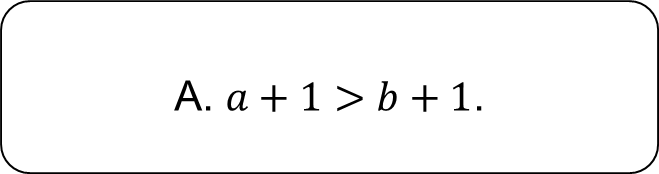 A. 𝑎 + 1 > 𝑏 + 1.